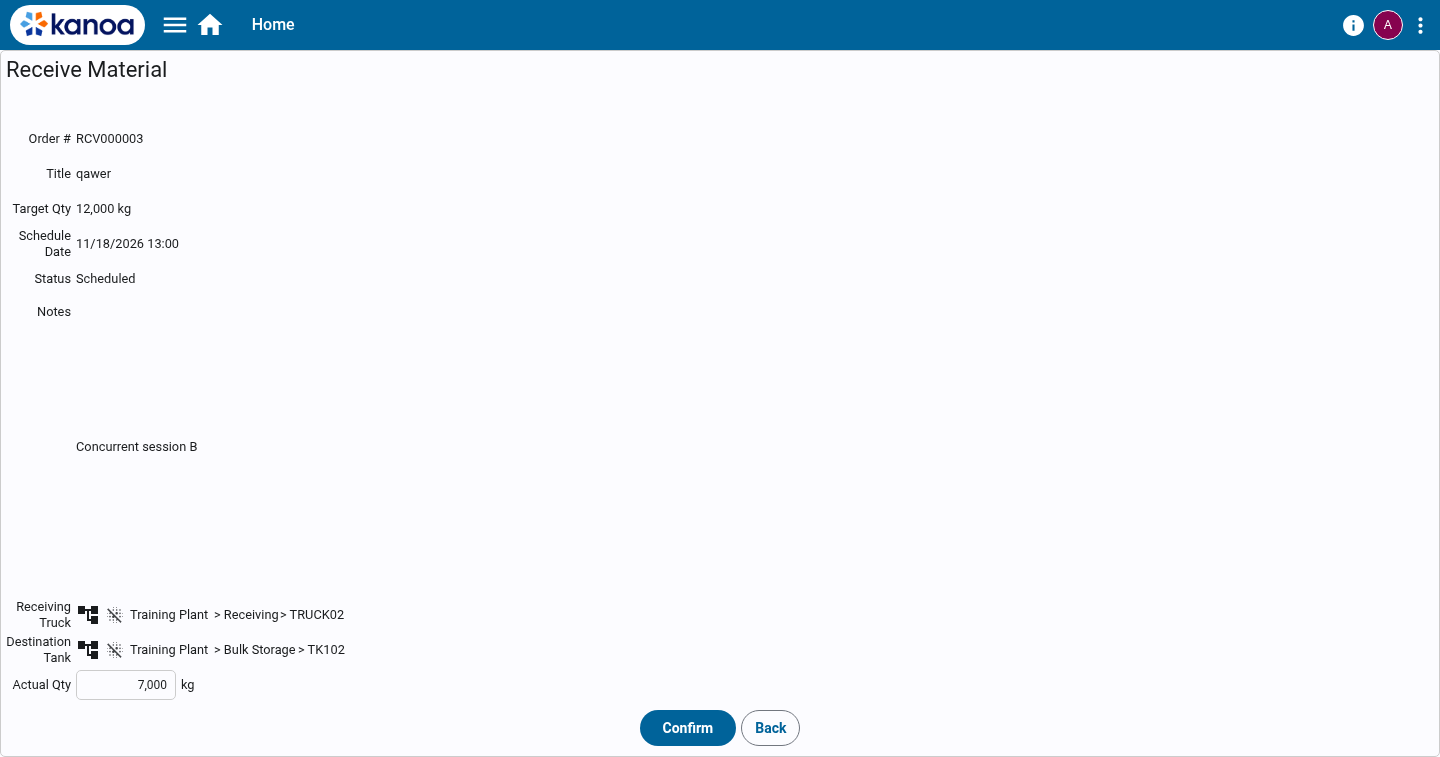 kanoa
Home
A
Receive Material
Order # RCV000003
Title qawer
Target Qty 12,000 kg
Schedule
Date
11/18/2026 13:00
Status Scheduled
Notes
Concurrent session B
Receiving
Truck
Training Plant > Receiving > TRUCK02
Destination
Tank
Training Plant > Bulk Storage > TK102
Actual Qty 7,000 kg
Confirm Back